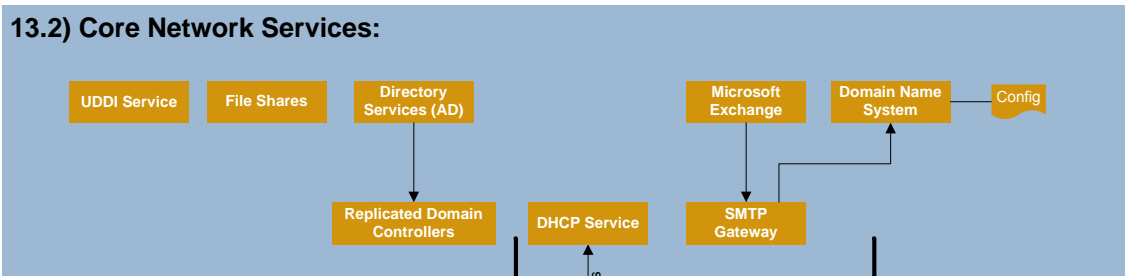 13.2) Core Network Services:
UDDI Service
File Shares
Directory
Services (AD)
Microsoft
Exchange
Domain Name
System
Config
Replicated Domain
Controllers
DHCP Service
SMTP
Gateway